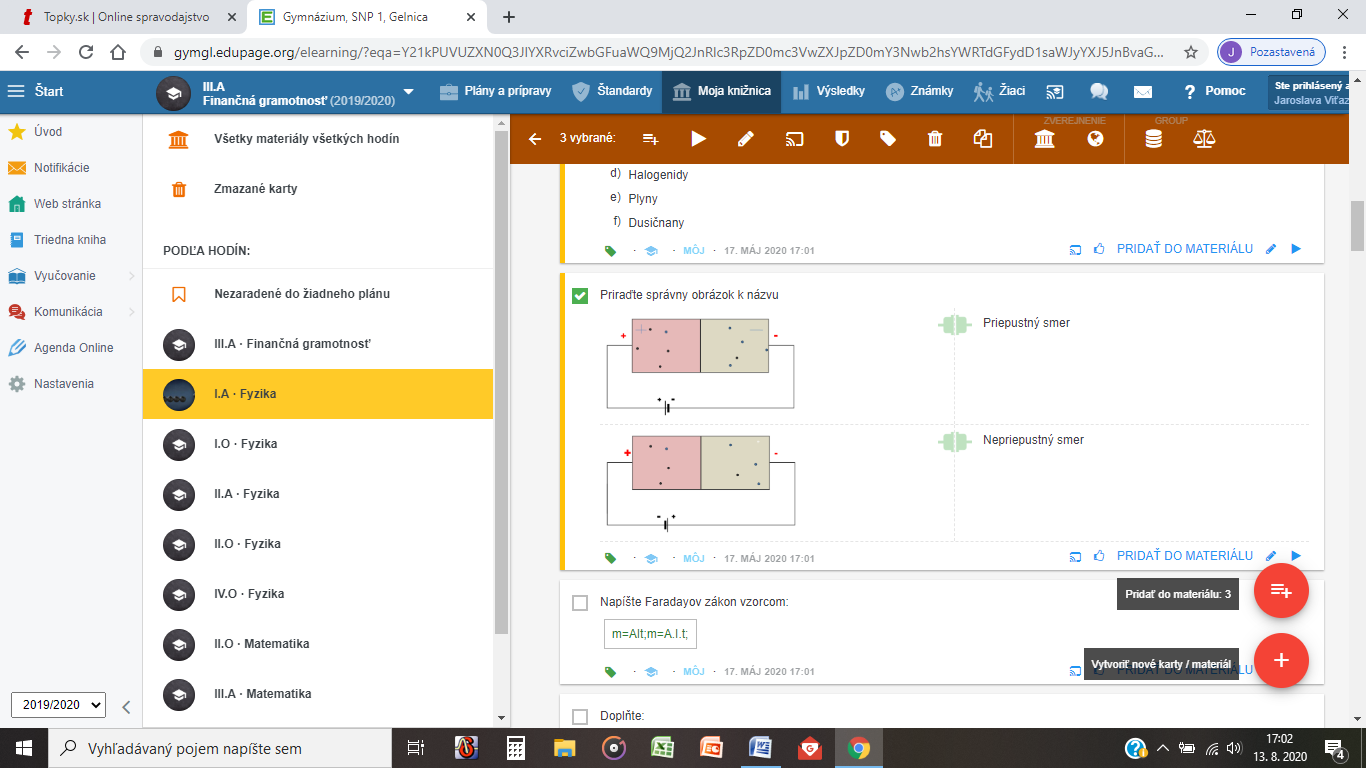 Topky.sk | Online spravodajstvo
Gymnázium, SNP 1, Gelnica
gymgl.edupage.org/elearning/?eqa=Y21kPUVUZXN0Q3JlYXRvciZwbGFuaWQ9MjQ2JnRlc3RpZD0mc3VwZXJpZD0mY3Nwb2hsYWRTdGFydD1saWJyYXJ5JnBvaG...
J Pozastavená
Štart
III.A
Finančná gramotnosť (2019/2020)
Plány a prípravy
Štandardy
Moja knižnica
Výsledky
Známky
Žiaci
? Pomoc
Ste prihlásený a
Jaroslava Víťaz
Úvod
Notifikácie
Web stránka
Triedna kniha
Vyučovanie
Komunikácia
Agenda Online
Nastavenia
2019/2020
Všetky materiály všetkých hodín
Zmazané karty
PODĽA HODÍN:
Nezaradené do žiadneho plánu
III.A · Finančná gramotnosť
I.A · Fyzika
I.O · Fyzika
II.A · Fyzika
II.O · Fyzika
IV.O · Fyzika
II.O · Matematika
III.A · Matematika
3 vybrané:
ZVEREJNENIE
GROUP
d) Halogenidy
e) Plyny
f) Dusičnany
· · MÔJ · 17. MÁJ 2020 17:01
PRIDAŤ DO MATERIÁLU
Priraďte správny obrázok k názvu
+ -
+ -
Priepustný smer
+ -
- +
Nepriepustný smer
· · MÔJ · 17. MÁJ 2020 17:01
PRIDAŤ DO MATERIÁLU
Napíšte Faradayov zákon vzorcom:
m=AIt;m=A.I.t;
Pridať do materiálu: 3
· · MÔJ · 17. MÁJ 2020 17:01
PRIDAŤ DO MATERIÁLU
Vytvoriť nové karty / materiál
Doplňte:
Vyhľadávaný pojem napíšte sem
17:02
13. 8. 2020
4